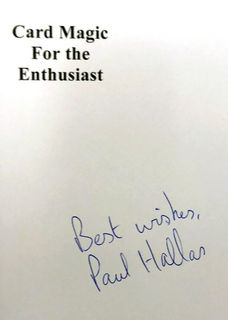 Card Magic
For the
Enthusiast
Best wishes,
Paul Hallas